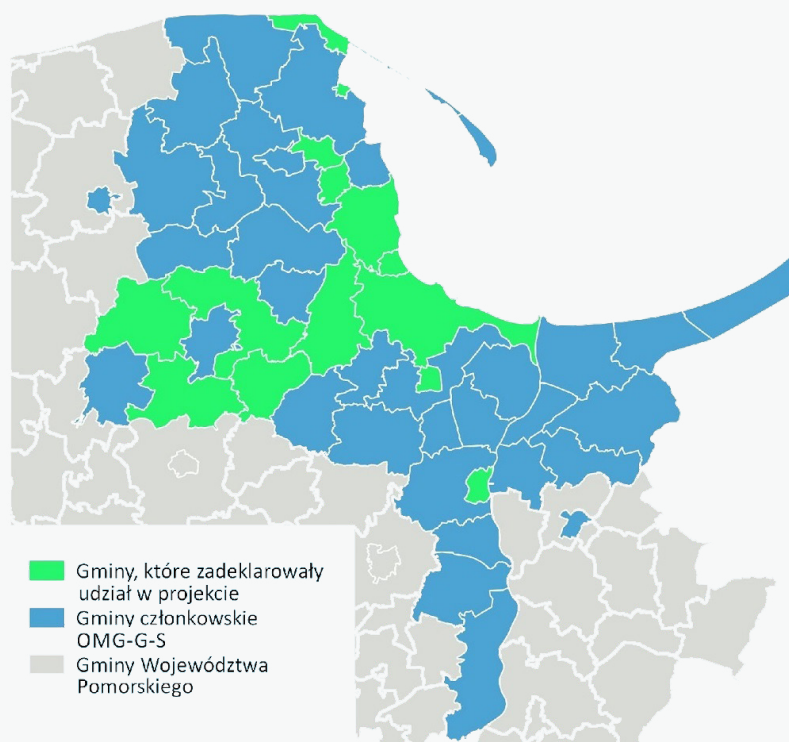 Gminy, które zadeklarowały
udział w projekcie
Gminy członkowskie
OMG-G-S
Gminy Województwa
Pomorskiego